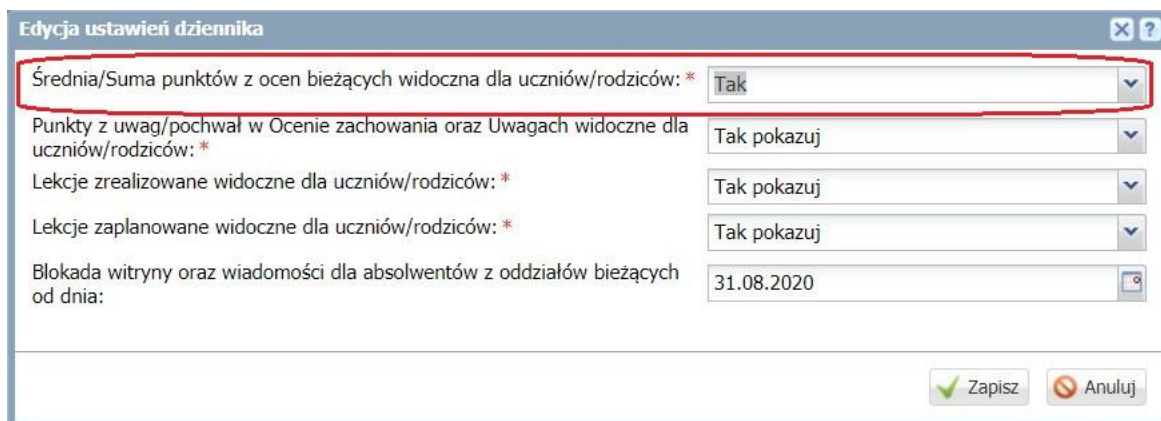 Edycja ustawień dziennika
Średnia/Suma punktów z ocen bieżących widoczna dla uczniów/rodziców: * Tak
Punkty z uwag/pochwał w Ocenie zachowania oraz Uwagach widoczne dla
uczniów/rodziców: * Tak pokazuj
Lekcje zrealizowane widoczne dla uczniów/rodziców: * Tak pokazuj
Lekcje zaplanowane widoczne dla uczniów/rodziców: * Tak pokazuj
Blokada witryny oraz wiadomości dla absolwentów z oddziałów bieżących
od dnia: 31.08.2020
Zapisz Anuluj